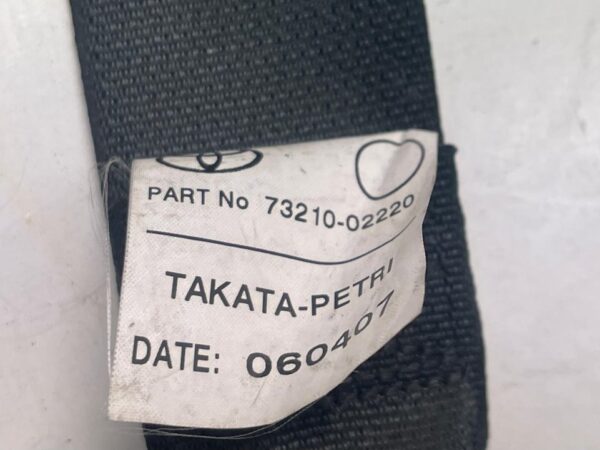 PART No 73210-02220
TAKATA-PETRI
DATE: 060407